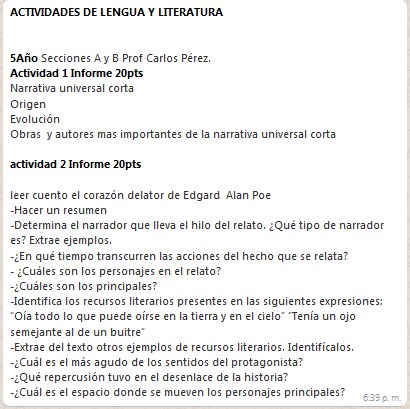 ACTIVIDADES DE LENGUA Y LITERATURA
5Año Secciones A y B Prof Carlos Pérez.
Actividad 1 Informe 20pts
Narrativa universal corta
Origen
Evolución
Obras y autores mas importantes de la narrativa universal corta
actividad 2 Informe 20pts
leer cuento el corazón delator de Edgard Alan Poe
-Hacer un resumen
-Determina el narrador que lleva el hilo del relato. ¿Qué tipo de narrador
es? Extrae ejemplos.
-¿En qué tiempo transcurren las acciones del hecho que se relata?
- ¿Cuáles son los personajes en el relato?
-¿Cuáles son los principales?
-Identifica los recursos literarios presentes en las siguientes expresiones:
“Oía todo lo que puede oírse en la tierra y en el cielo” “Tenía un ojo
semejante al de un buitre”
-Extrae del texto otros ejemplos de recursos literarios. Identifícalos.
-¿Cuál es el más agudo de los sentidos del protagonista?
-¿Qué repercusión tuvo en el desenlace de la historia?
-¿Cuál es el espacio donde se mueven los personajes principales?
6:39 p. m.